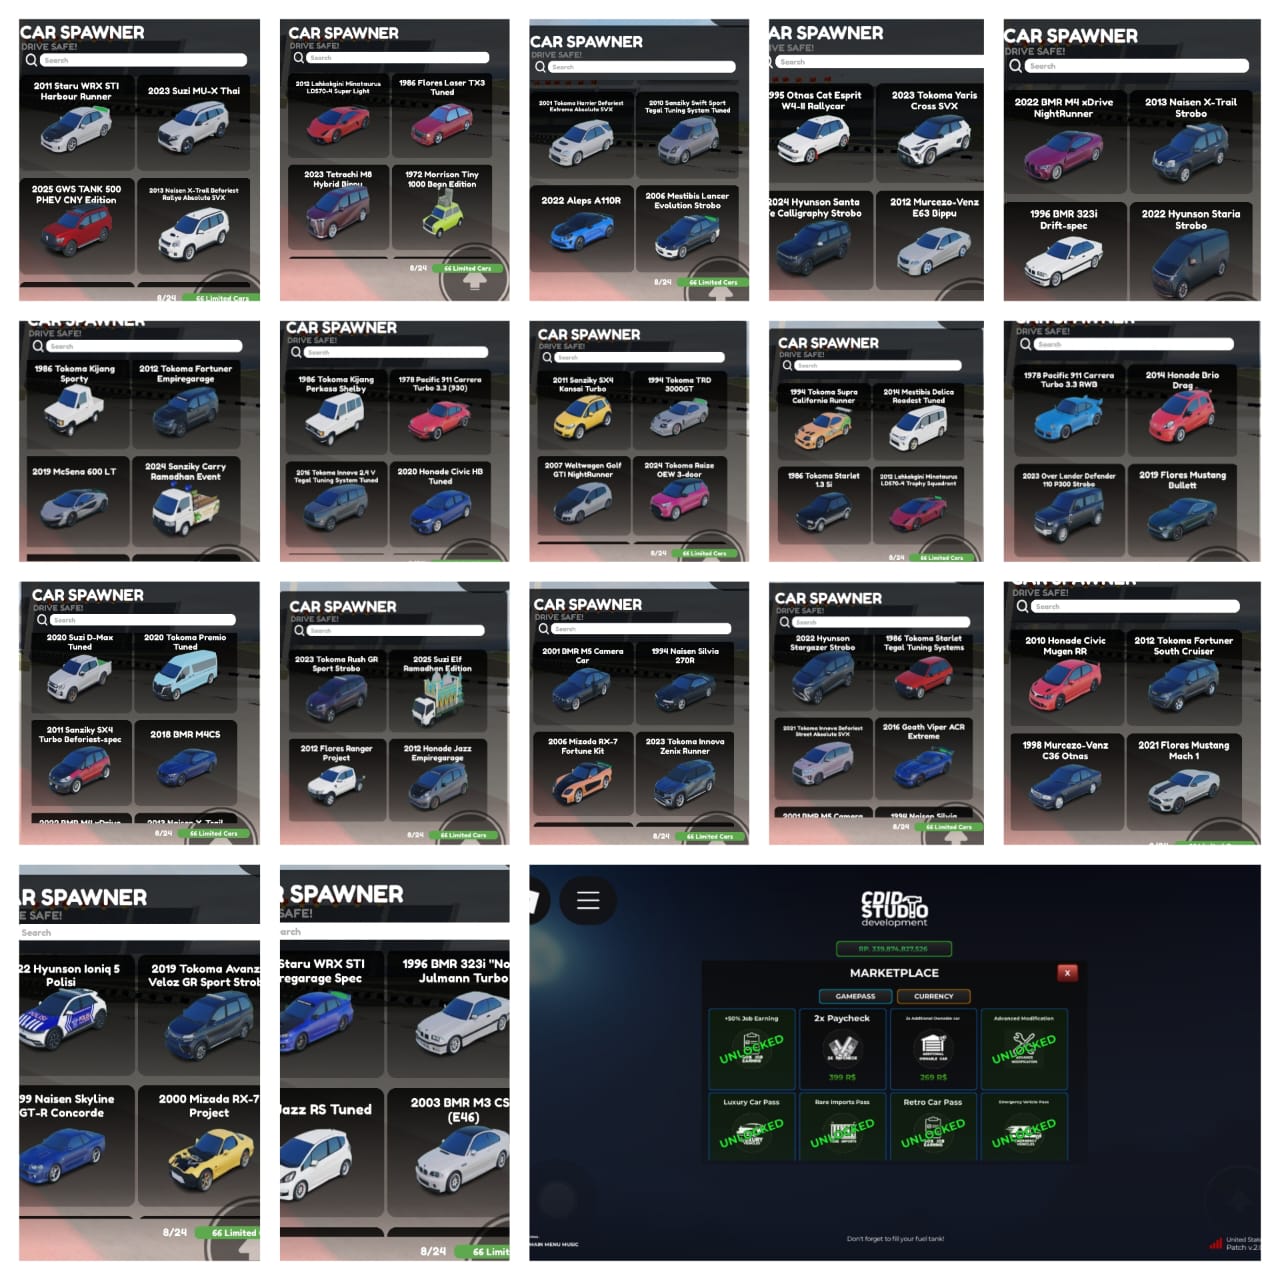 CAR SPAWNER
DRIVE SAFE!
Search
2011 Staru WRX STI
Harbour Runner
2023 Suzi MU-X Thai
2025 GWS TANK 500
PHEV CNY Edition
2013 Naisen X-Trail Beforiest
Rallye Absolute SVX
8/24
66 Limited Cars
CAR SPAWNER
DRIVE SAFE!
Search
2012 Lahkokgini Minotaurus
LD570-4 Super Light
1986 Flores Laser TX3
Tuned
2023 Tetrachi M8
Hybrid Bippu
1972 Morrison Tiny
1000 Begn Edition
8/24
66 Limited Cars
CAR SPAWNER
DRIVE SAFE!
Search
2001 Tokoma Harrier Beforiest
Extreme Absolute SVX
2010 Sanziky Swift Sport
Tegal Tuning System Tuned
2022 Aleps A110R
2006 Mestibis Lancer
Evolution Strobo
8/24
66 Limited Cars
AR SPAWNER
IVE SAFE!
Search
995 Otnas Cat Esprit
W4-II Rallycar
2023 Tokoma Yaris
Cross SVX
2024 Hyunson Santa
e Calligraphy Strobo
2012 Murcezo-Venz
E63 Bippu
CAR SPAWNER
DRIVE SAFE!
Search
2022 BMR M4 xDrive
NightRunner
2013 Naisen X-Trail
Strobo
1996 BMR 323i
Drift-spec
2022 Hyunson Staria
Strobo
CAR SPAWNER
DRIVE SAFE!
Search
1986 Tokoma Kijang
Sporty
2012 Tokoma Fortuner
Empiregarage
2019 McSena 600 LT
2024 Sanziky Carry
Ramadhan Event
CAR SPAWNER
DRIVE SAFE!
Search
1986 Tokoma Kijang
Perkasa Shelby
1978 Pacific 911 Carrera
Turbo 3.3 (930)
2016 Tokoma Innova 2.4 V
Tegal Tuning System Tuned
2020 Honade Civic HB
Tuned
CAR SPAWNER
DRIVE SAFE!
Search
2011 Sanziky SX4
Kansai Turbo
1994 Tokoma TRD
3000GT
2007 Weltwagen Golf
GTI NightRunner
2024 Tokoma Raize
OEW 3-door
8/24
66 Limited Cars
CAR SPAWNER
DRIVE SAFE!
Search
1994 Tokoma Supra
California Runner
2014 Mestibis Delica
Roadest Tuned
1986 Tokoma Starlet
1.3 Si
2012 Lahkokgini Minotaurus
LD570-4 Trophy Squadrant
8/24
66 Limited Cars
CAR SPAWNER
DRIVE SAFE!
Search
1978 Pacific 911 Carrera
Turbo 3.3 RWB
2014 Honade Brio
Drag
2023 Over Lander Defender
110 P300 Strobo
2019 Flores Mustang
Bullett
CAR SPAWNER
DRIVE SAFE!
Search
2020 Suzi D-Max
Tuned
2020 Tokoma Premio
Tuned
2011 Sanziky SX4
Turbo Beforiest-spec
2018 BMR M4CS
2022 BMR M4 xDrive
2013 Naisen X-Trail
8/24
66 Limited Cars
CAR SPAWNER
DRIVE SAFE!
Search
2023 Tokoma Rush GR
Sport Strobo
2025 Suzi Elf
Ramadhan Edition
2012 Flores Ranger
Project
2012 Honade Jazz
Empiregarage
8/24
66 Limited Cars
CAR SPAWNER
DRIVE SAFE!
Search
2001 BMR M5 Camera
Car
1994 Naisen Silvia
270R
2006 Mizada RX-7
Fortune Kit
2023 Tokoma Innova
Zenix Runner
8/24
66 Limited Cars
CAR SPAWNER
DRIVE SAFE!
Search
2022 Hyunson
Stargazer Strobo
1986 Tokoma Starlet
Tegal Tuning Systems
2021 Tokoma Innova Beforiest
Street Absolute SVX
2016 Goath Viper ACR
Extreme
2001 BMR M5 Camera
1994 Naisen Silvia
8/24
66 Limited Cars
CAR SPAWNER
DRIVE SAFE!
Search
2010 Honade Civic
Mugen RR
2012 Tokoma Fortuner
South Cruiser
1998 Murcezo-Venz
C36 Otnas
2021 Flores Mustang
Mach 1
8/24
66 Limited Cars
AR SPAWNER
E SAFE!
Search
22 Hyunson Ioniq 5
Polisi
2019 Tokoma Avanz
Veloz GR Sport Strob
99 Naisen Skyline
GT-R Concorde
2000 Mizada RX-7
Project
8/24
66 Limited
R SPAWNER
SAFE!
arch
Staru WRX STI
regarage Spec
1996 BMR 323i "No
Julmann Turbo
Jazz RS Tuned
2003 BMR M3 CS
(E46)
8/24
66 Limit
CDID
STUDIO
development
RP. 339.874.827.526
MARKETPLACE
X
GAMEPASS
CURRENCY
+50% Job Earning
UNLOCKED
2x Paycheck
2X PAYCHECK
399 R$
2x Additional Ownable car
ADDITIONAL
OWNABLE CAR
269 R$
Advanced Modification
UNLOCKED
ADVANCE
MODIFICATION
Luxury Car Pass
UNLOCKED
Rare Imports Pass
UNLOCKED
Retro Car Pass
UNLOCKED
Emergency Vehicle Pass
UNLOCKED
MAIN MENU MUSIC
Don't forget to fill your fuel tank!
United State
Patch v.2.